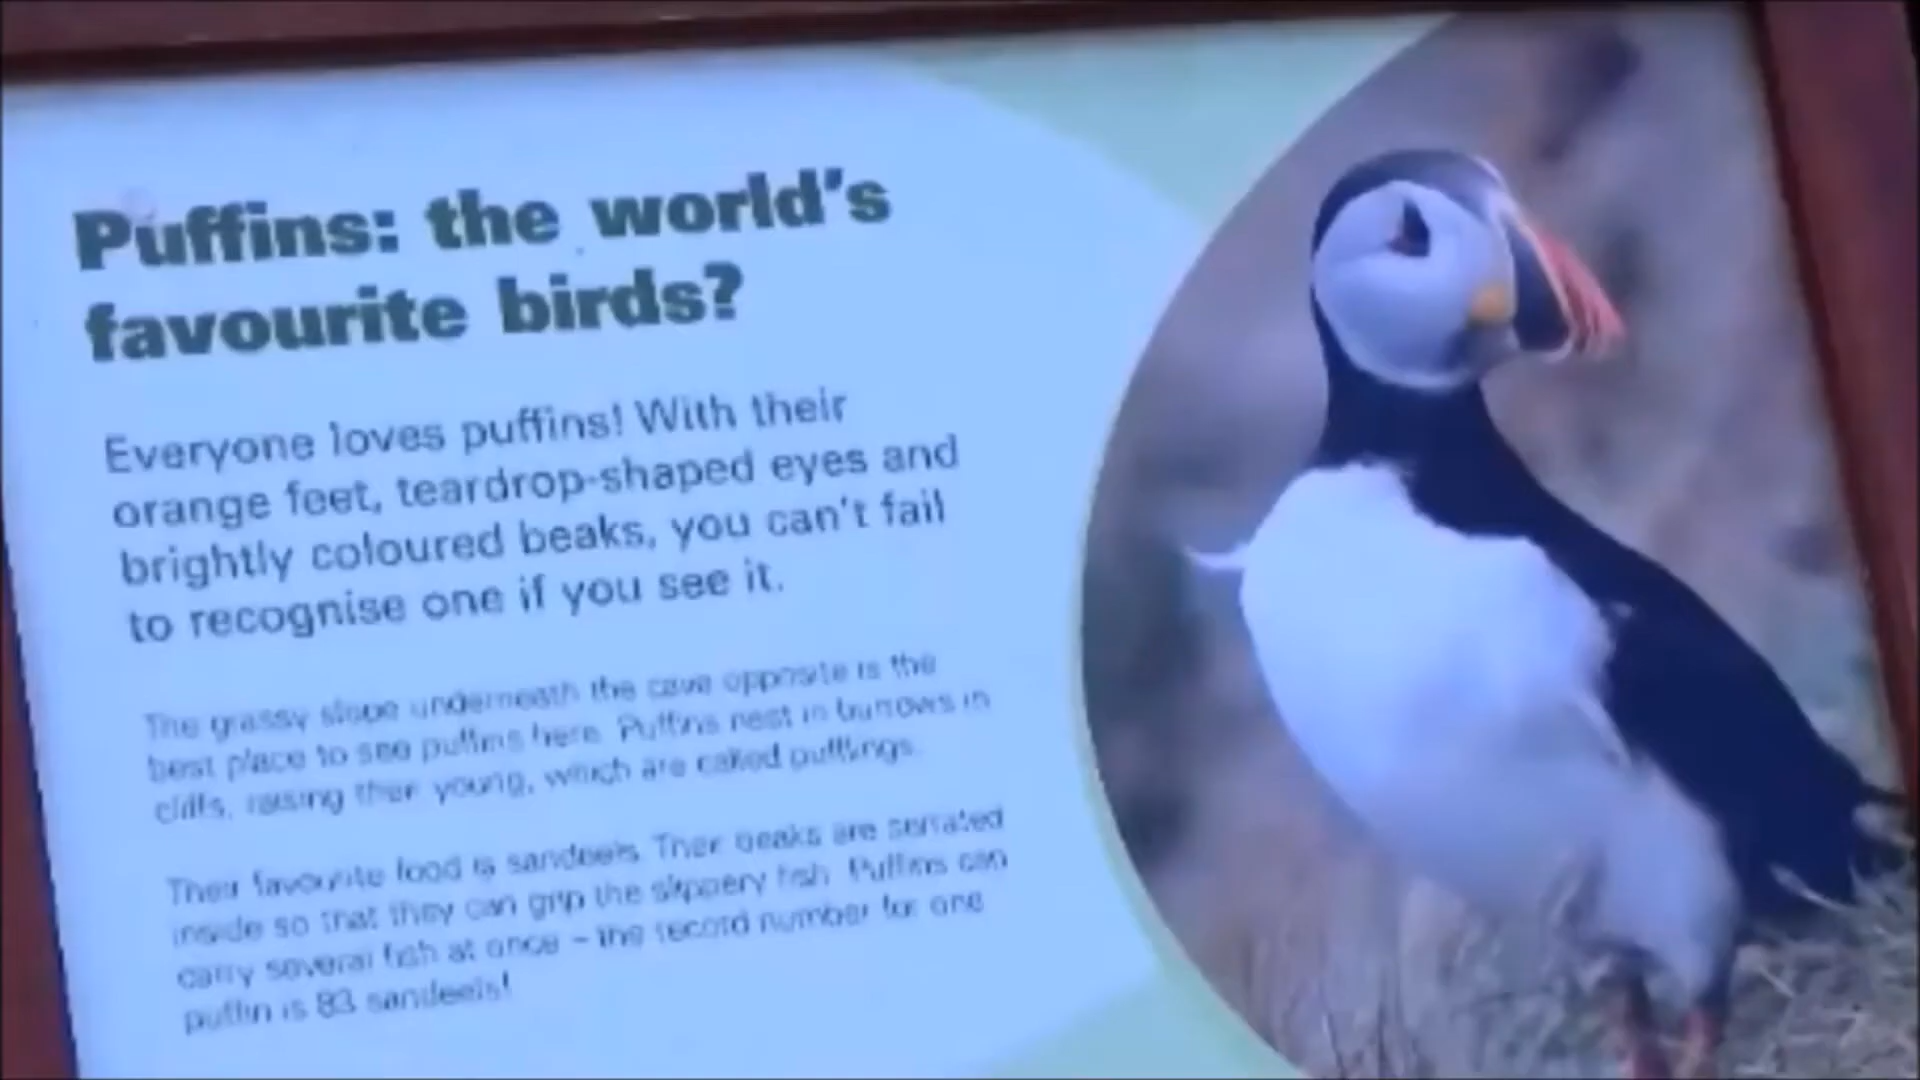 Puffins: the world's
favourite birds?
Everyone loves puffins! With their
orange feet, teardrop-shaped eyes and
brightly coloured beaks, you can't fail
to recognise one if you see it.
The grassy slope underneath the cave opposite is the
best place to see puffins here. Puffins nest in burrows in
cliffs, raising their young, which are called pufflings.
Their favourite food is sandeels. Their beaks are serrated
inside so that they can grip the slippery fish. Puffins can
carry several fish at once – the record number for one
puffin is 83 sandeels!